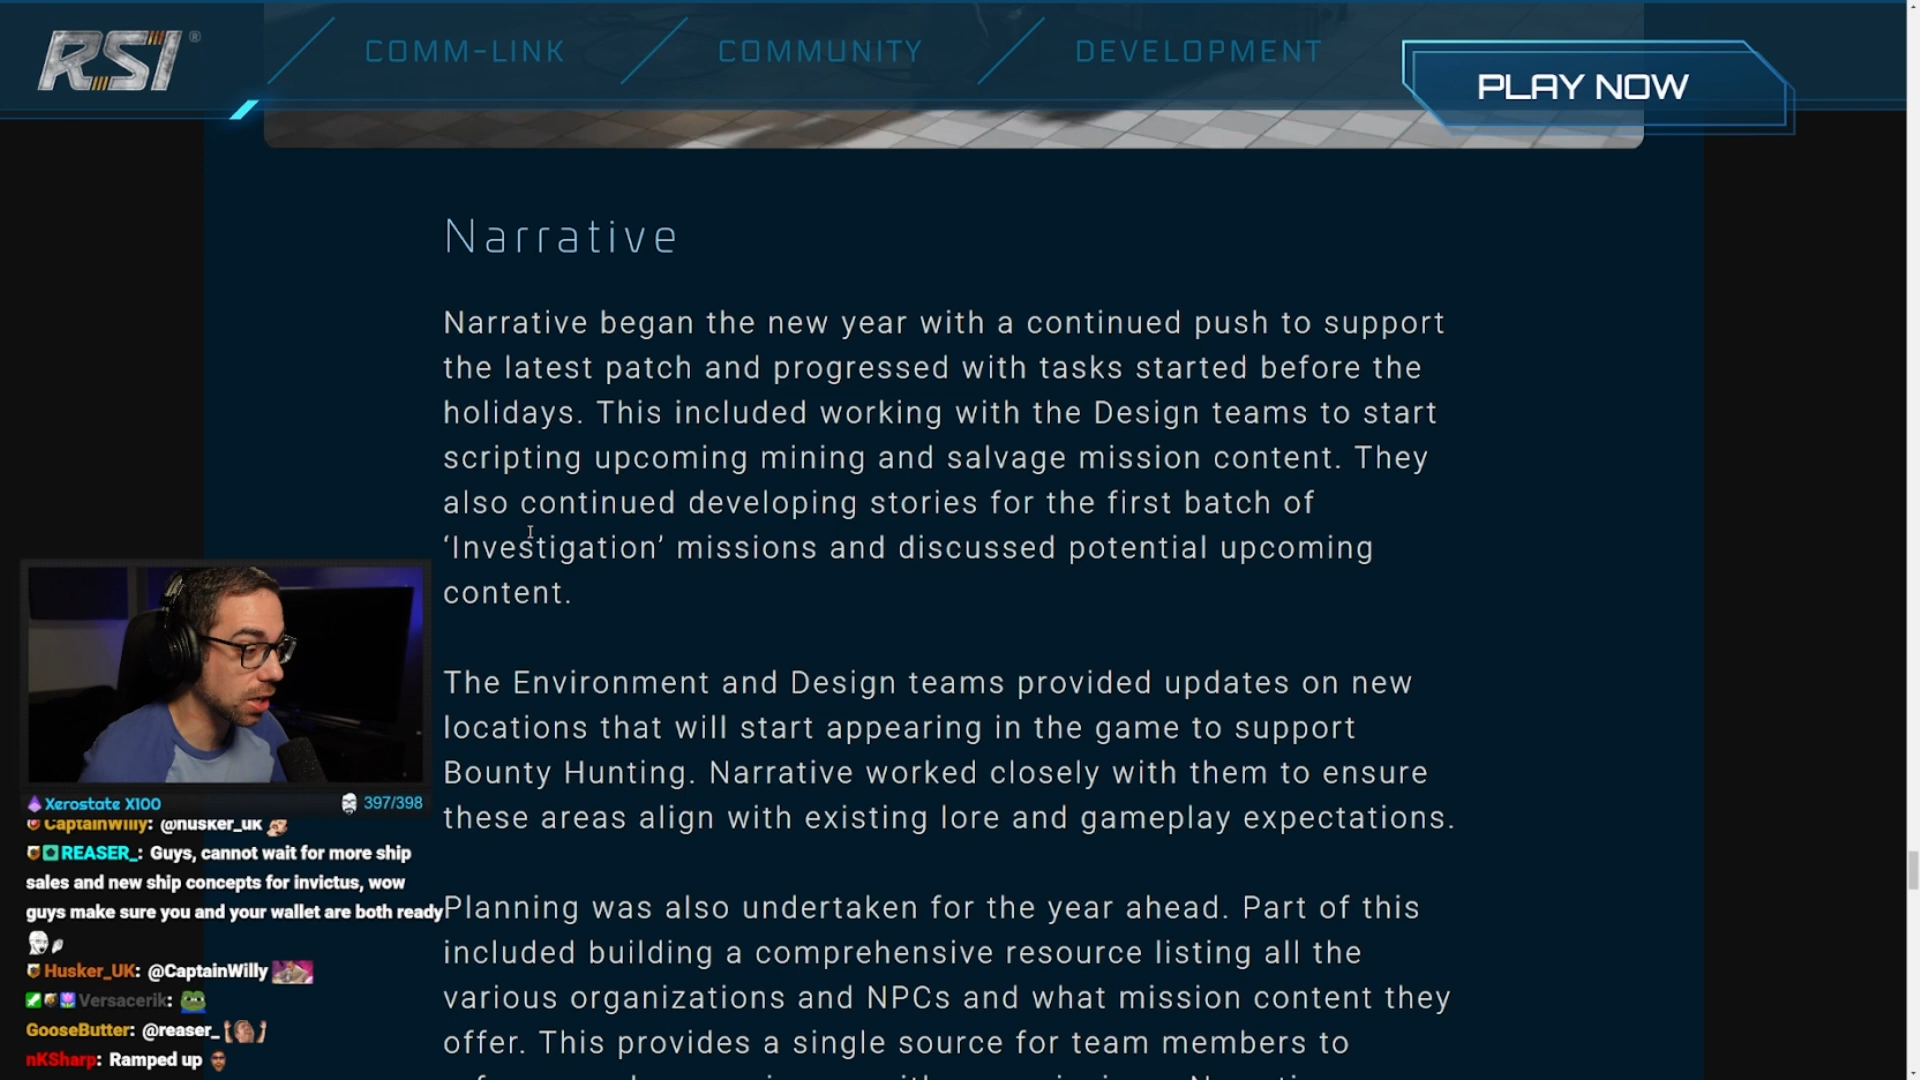 RSI ®
COMM-LINK
COMMUNITY
DEVELOPMENT
PLAY NOW
Narrative
Narrative began the new year with a continued push to support
the latest patch and progressed with tasks started before the
holidays. This included working with the Design teams to start
scripting upcoming mining and salvage mission content. They
also continued developing stories for the first batch of
‘Investigation’ missions and discussed potential upcoming
content.
The Environment and Design teams provided updates on new
locations that will start appearing in the game to support
Bounty Hunting. Narrative worked closely with them to ensure
these areas align with existing lore and gameplay expectations.
Planning was also undertaken for the year ahead. Part of this
included building a comprehensive resource listing all the
various organizations and NPCs and what mission content they
offer. This provides a single source for team members to
Xerostate X100
397/398
CaptainWilly: @husker_uk
REASER_: Guys, cannot wait for more ship
sales and new ship concepts for invictus, wow
guys make sure you and your wallet are both ready
Husker_UK: @CaptainWilly
Versacerik:
GooseButter: @reaser_
nKSharp: Ramped up